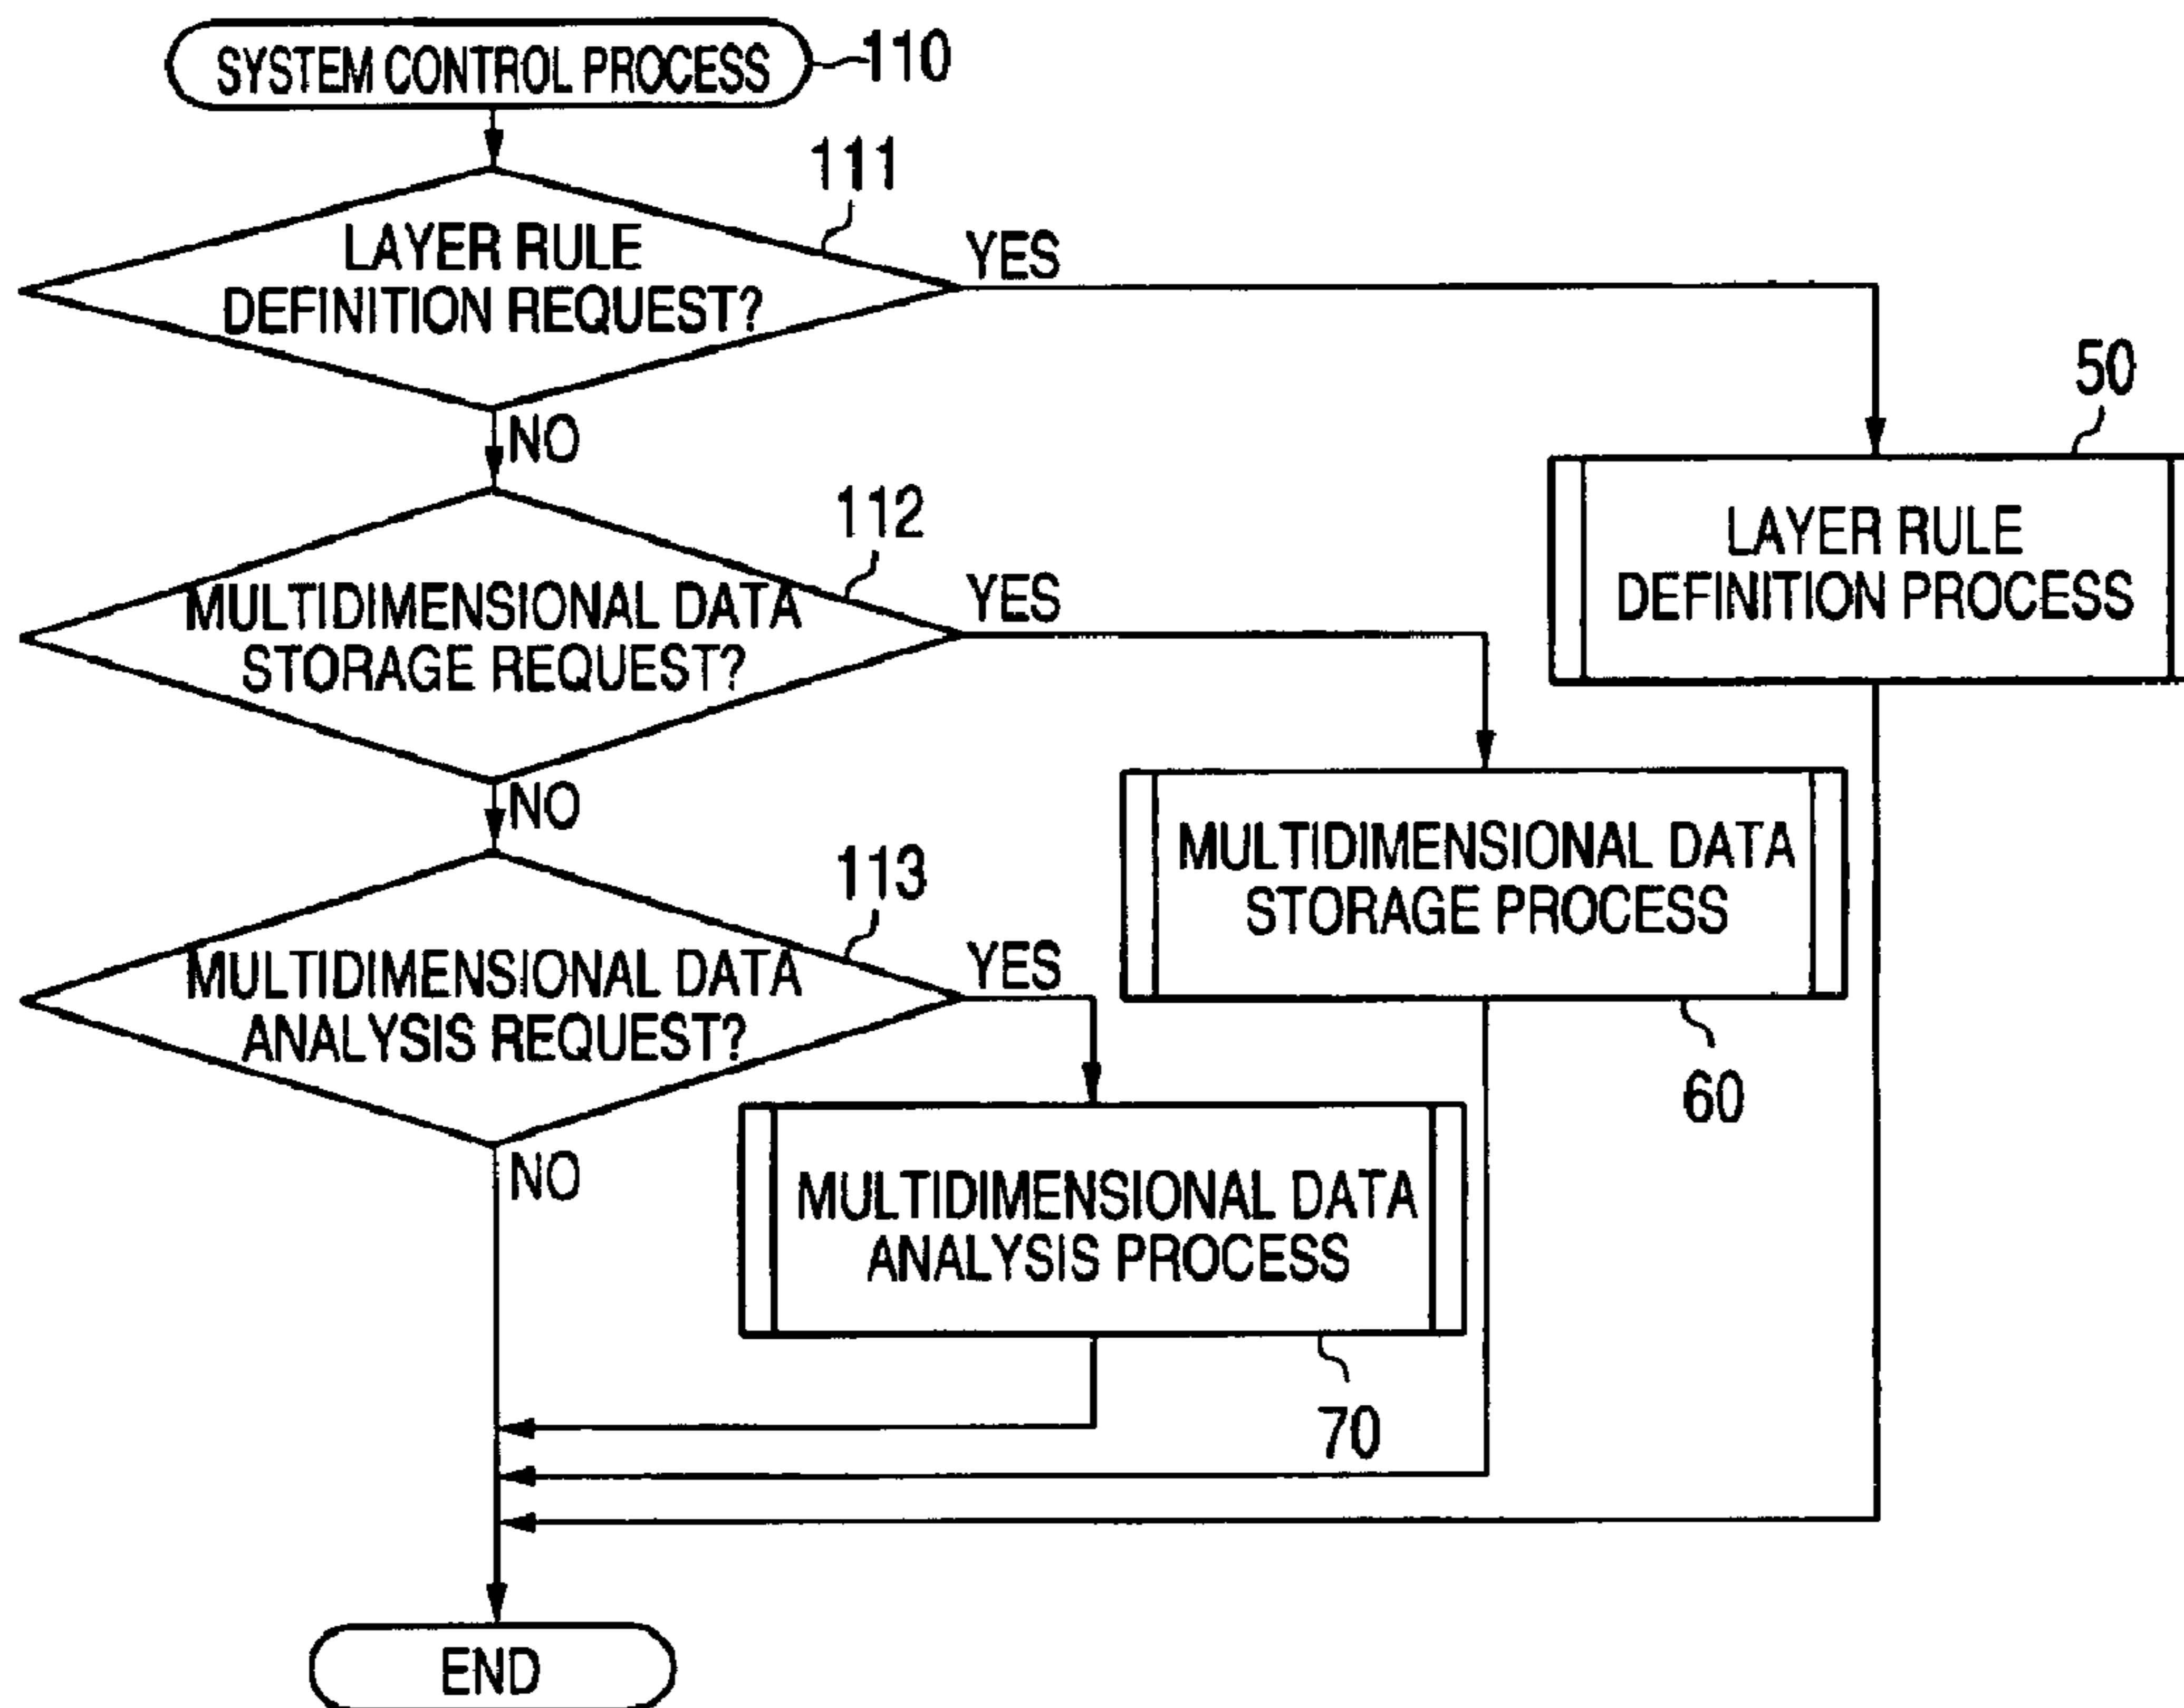 SYSTEM CONTROL PROCESS
110
111
LAYER RULE
DEFINITION REQUEST?
YES
NO
50
LAYER RULE
DEFINITION PROCESS
112
MULTIDIMENSIONAL DATA
STORAGE REQUEST?
YES
NO
MULTIDIMENSIONAL DATA
STORAGE PROCESS
60
113
MULTIDIMENSIONAL DATA
ANALYSIS REQUEST?
YES
NO
MULTIDIMENSIONAL DATA
ANALYSIS PROCESS
70
END